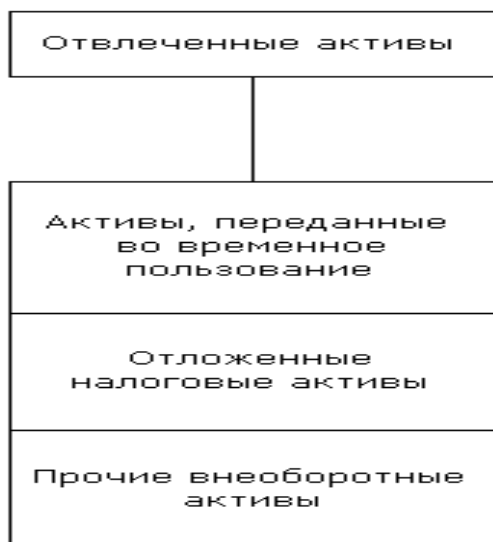 Отвлеченные активы
Активы, переданные
во временное
пользование
Отложенные
налоговые активы
Прочие внеоборотные
активы